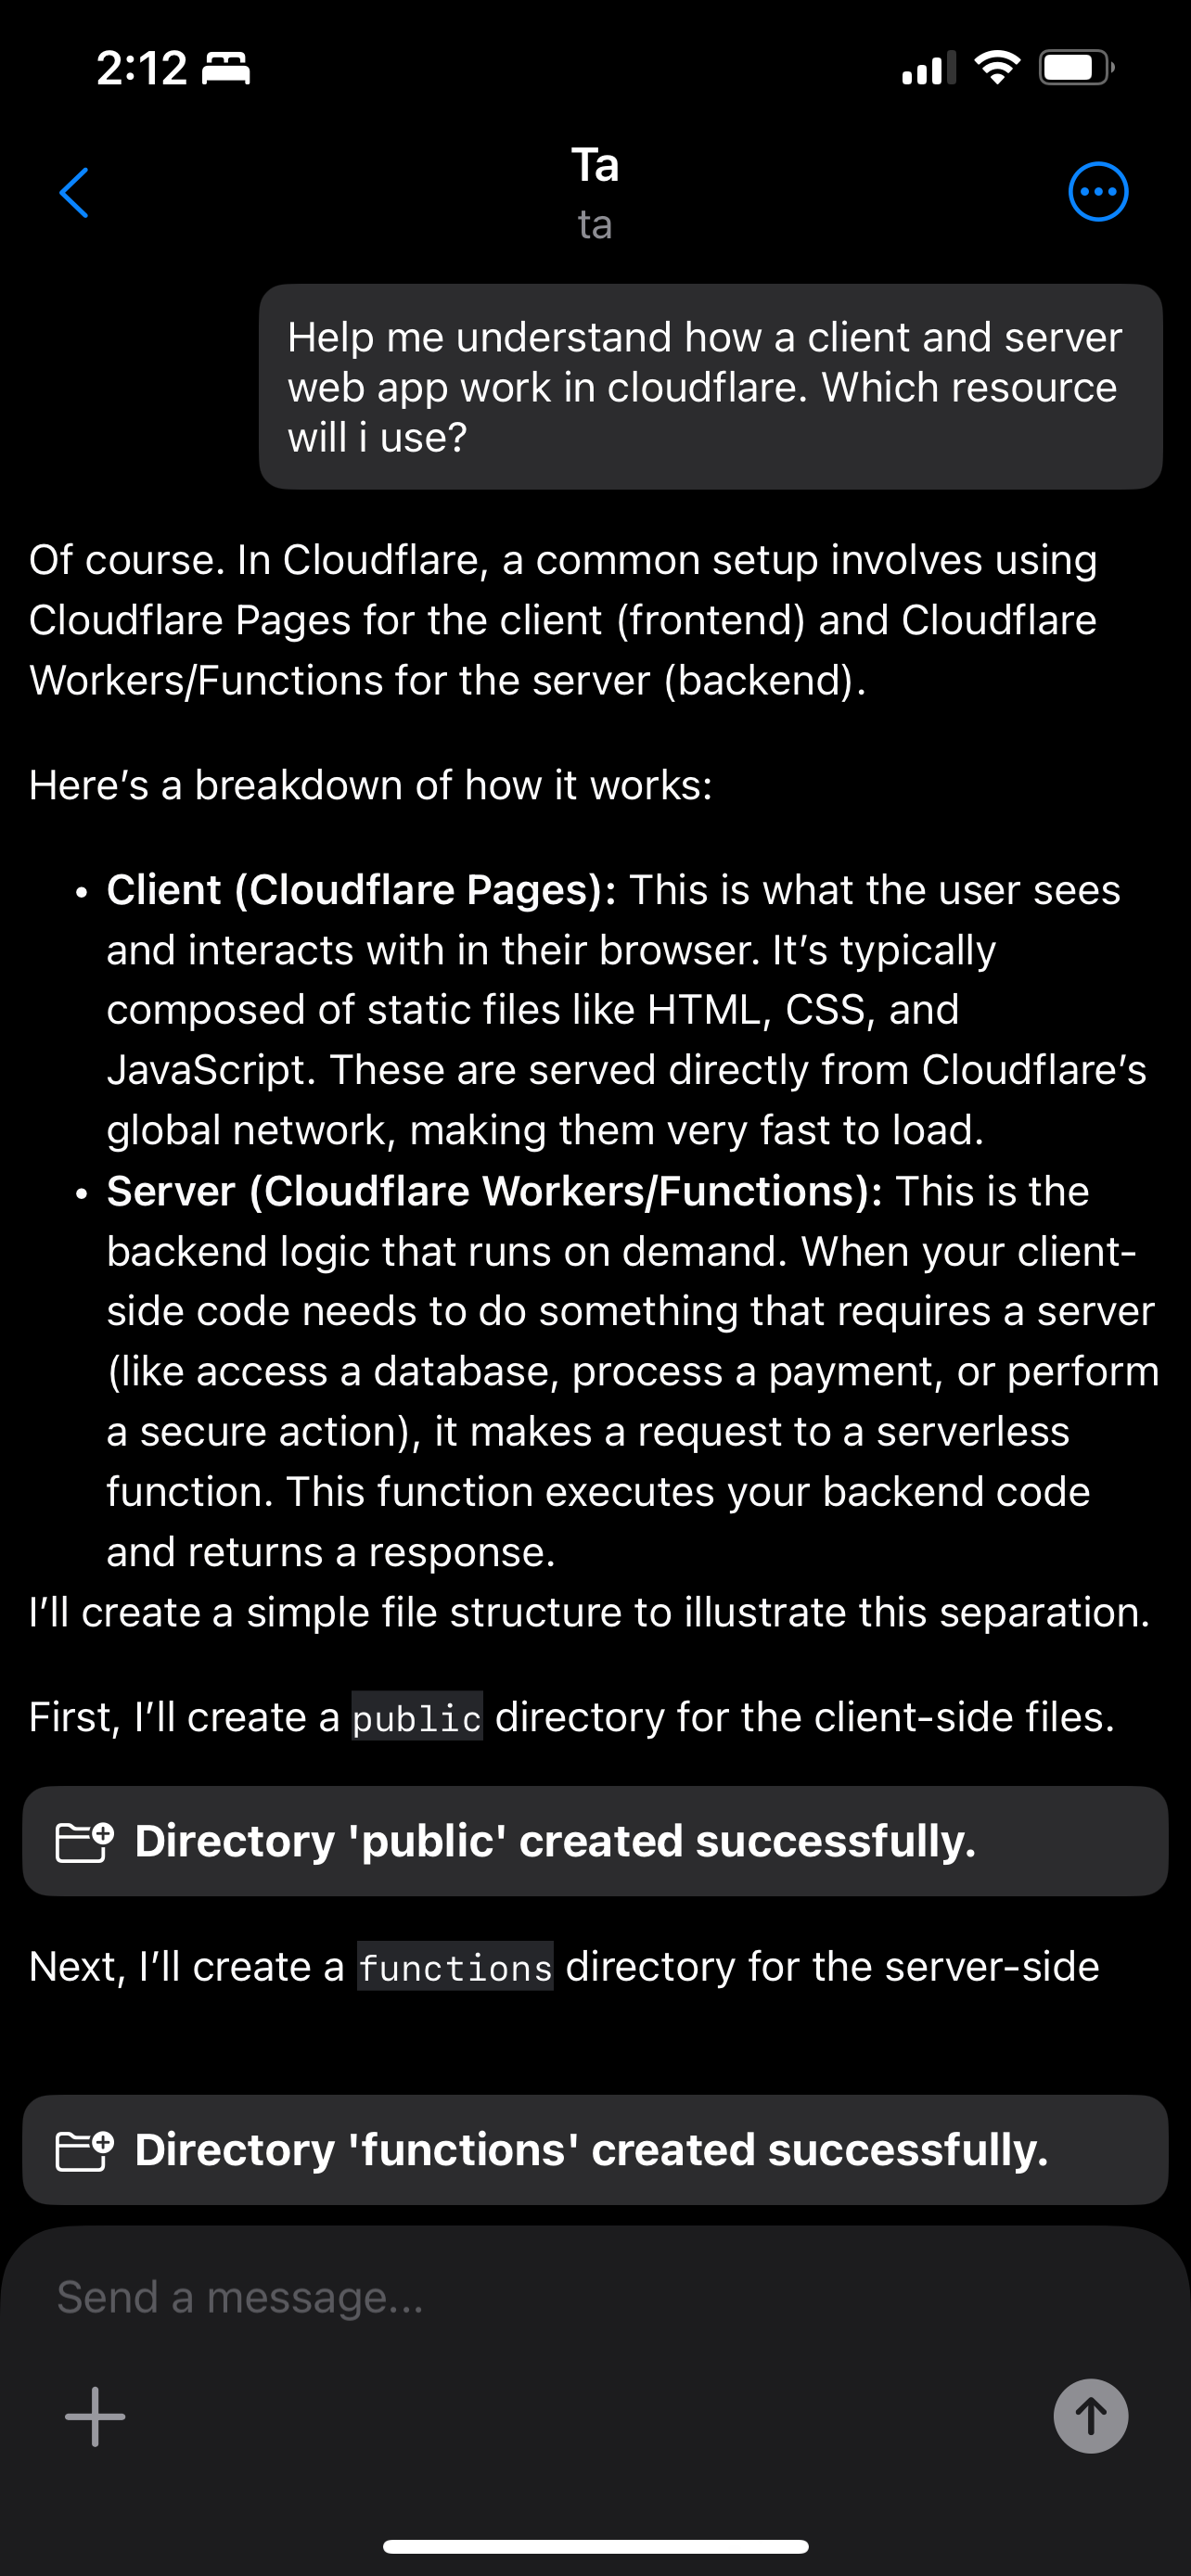 2:12
Ta
ta
Help me understand how a client and server
web app work in cloudflare. Which resource
will i use?
Of course. In Cloudflare, a common setup involves using
Cloudflare Pages for the client (frontend) and Cloudflare
Workers/Functions for the server (backend).
Here’s a breakdown of how it works:
• Client (Cloudflare Pages): This is what the user sees
and interacts with in their browser. It’s typically
composed of static files like HTML, CSS, and
JavaScript. These are served directly from Cloudflare’s
global network, making them very fast to load.
• Server (Cloudflare Workers/Functions): This is the
backend logic that runs on demand. When your client-
side code needs to do something that requires a server
(like access a database, process a payment, or perform
a secure action), it makes a request to a serverless
function. This function executes your backend code
and returns a response.
I’ll create a simple file structure to illustrate this separation.
First, I’ll create a public directory for the client-side files.
Directory 'public' created successfully.
Next, I’ll create a functions directory for the server-side
Directory 'functions' created successfully.
Send a message...